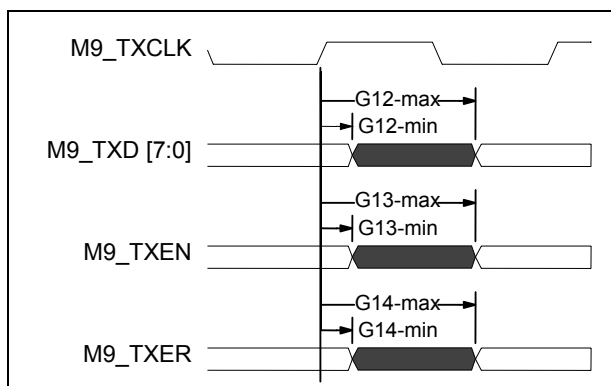 M9_TXCLK
G12-max
G12-min
M9_TXD [7:0]
G13-max
G13-min
M9_TXEN
G14-max
G14-min
M9_TXER